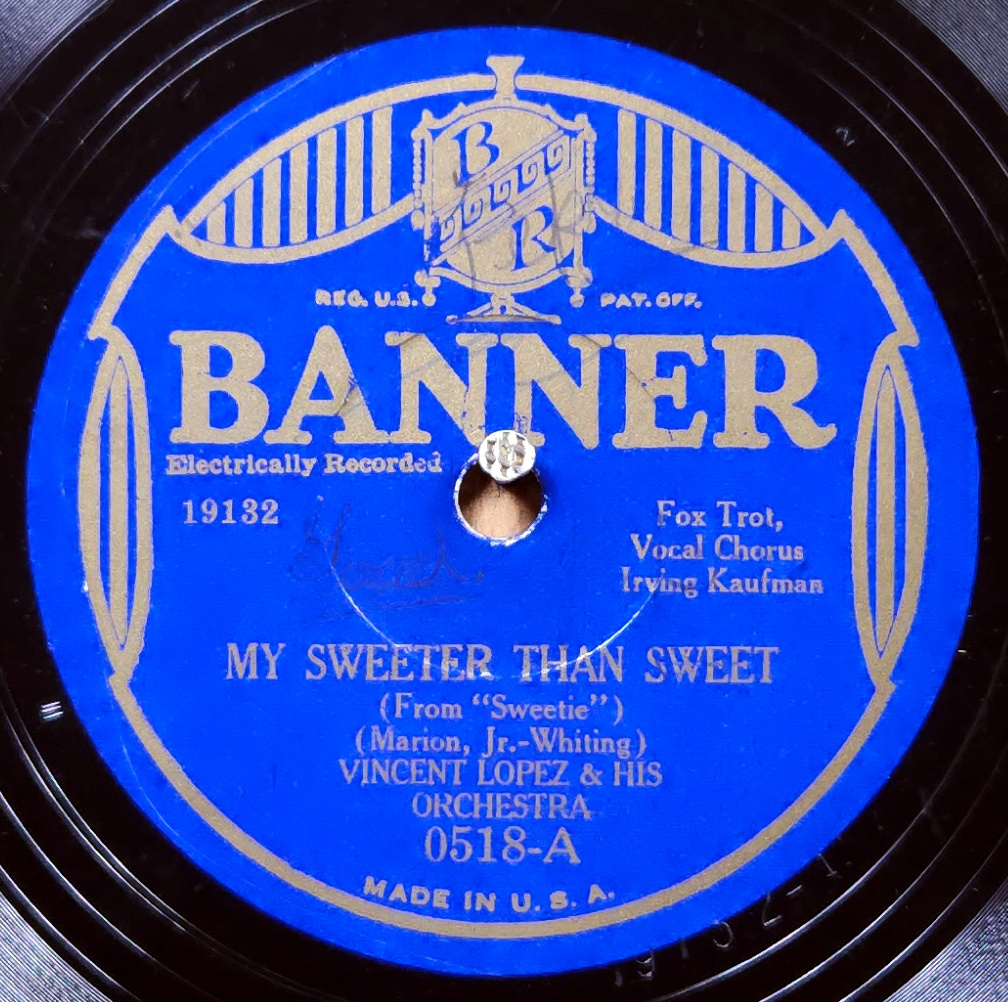 B
R
REG. U.S. PAT. OFF.
BANNER
Electrically Recorded
19132
Fox Trot,
Vocal Chorus
Irving Kaufman
MY SWEETER THAN SWEET
(From "Sweetie")
(Marion, Jr.-Whiting)
VINCENT LOPEZ & HIS
ORCHESTRA
0518-A
MADE IN U. S. A.
2